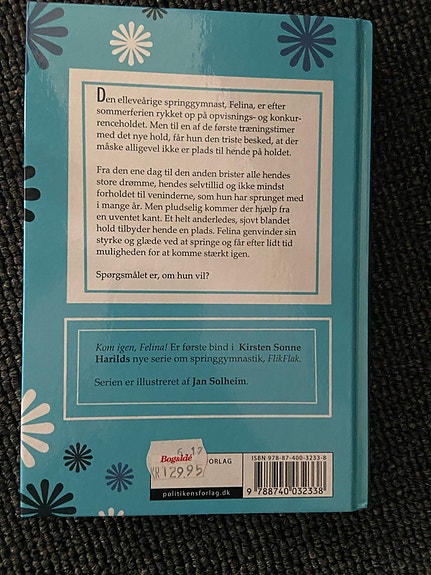 Den elleveårige springgymnast, Felina, er efter
sommerferien rykket op på opvisnings- og konkur-
renceholdet. Men til en af de første træningstimer
med det nye hold, får hun den triste besked, at der
måske alligevel ikke er plads til hende på holdet.
Fra den ene dag til den anden brister alle hendes
store drømme, hendes selvtillid og ikke mindst
forholdet til veninderne, som hun har sprunget med
i mange år. Men pludselig kommer der hjælp fra
en uventet kant. Et helt anderledes, sjovt blandet
hold tilbyder hende en plads. Felina genvinder sin
styrke og glæde ved at springe og får efter lidt tid
muligheden for at komme stærkt igen.
Spørgsmålet er, om hun vil?
Kom igen, Felina! Er første bind i Kirsten Sonne
Harilds nye serie om springgymnastik, FlikFlak.
Serien er illustreret af Jan Solheim.
Bog&idé
KR129.95
ORLAG
politikensforlag.dk
ISBN 978-87-400-3233-8
9 788740 032338